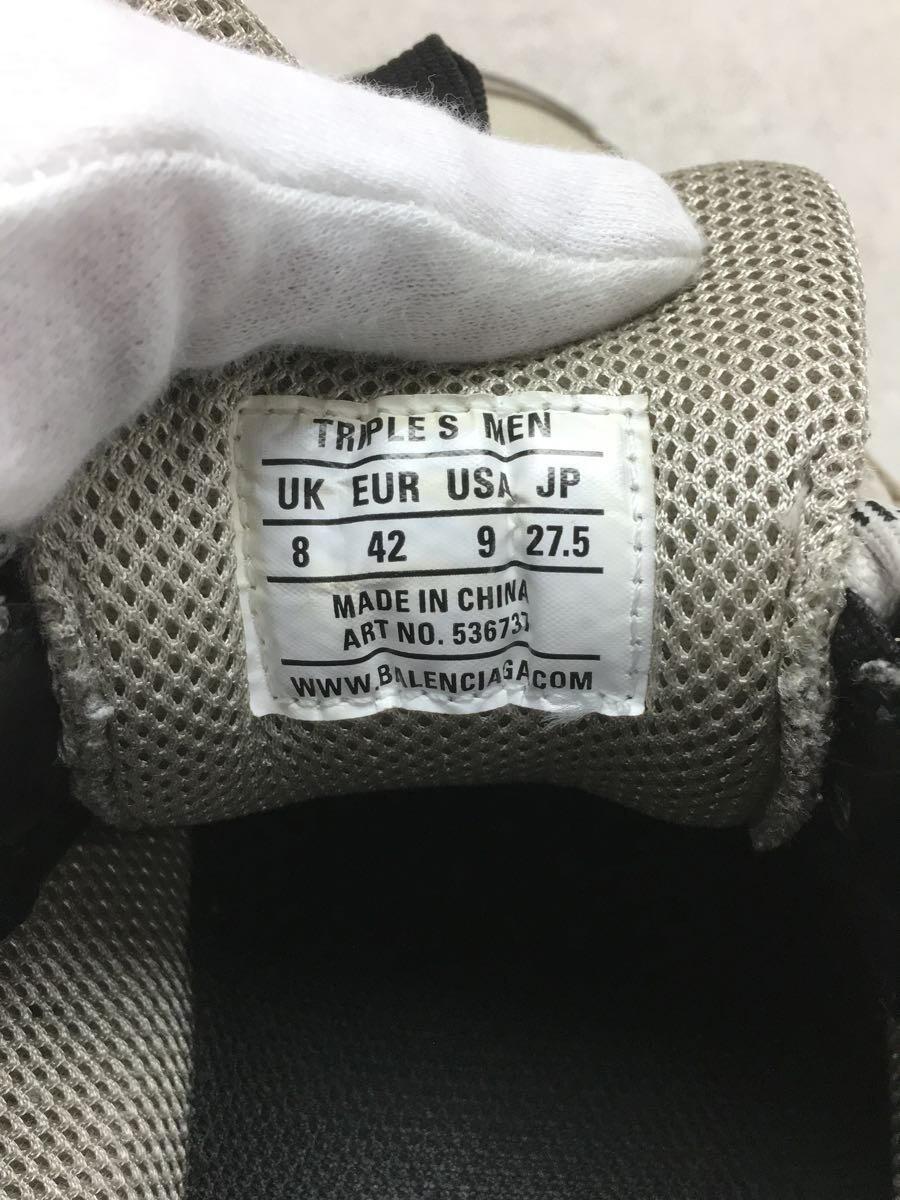 TRIPLE S MEN
UK EUR USA JP
8 42 9 27.5
MADE IN CHINA
ART NO. 536737
WWW.BALENCIAGA.COM